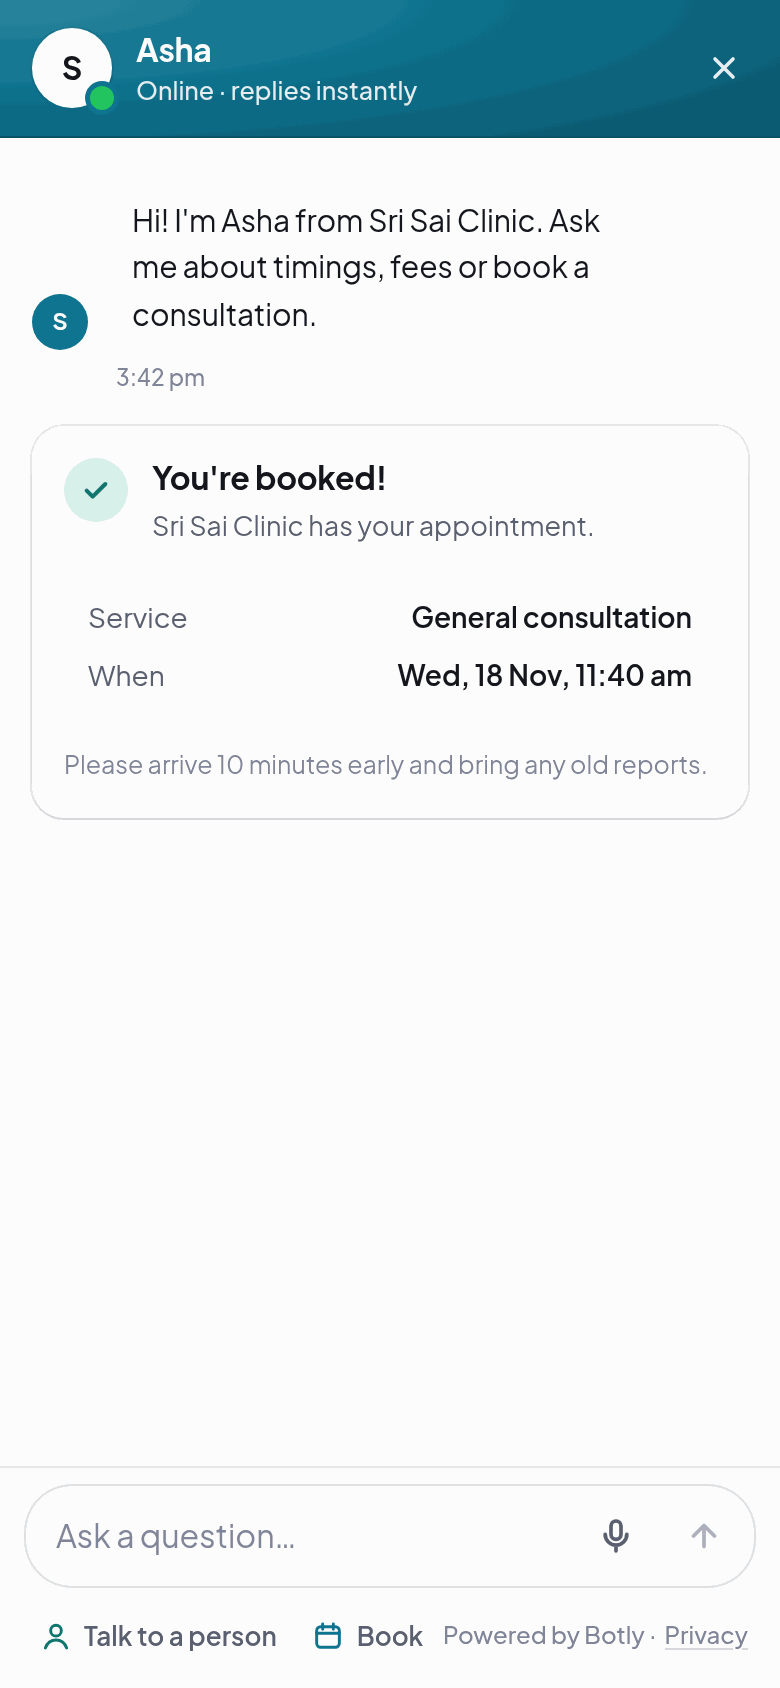 S
Asha
Online · replies instantly
Hi! I'm Asha from Sri Sai Clinic. Ask
me about timings, fees or book a
consultation.
S
3:42 pm
You're booked!
Sri Sai Clinic has your appointment.
Service General consultation
When Wed, 18 Nov, 11:40 am
Please arrive 10 minutes early and bring any old reports.
Ask a question...
Talk to a person Book Powered by Botly · Privacy